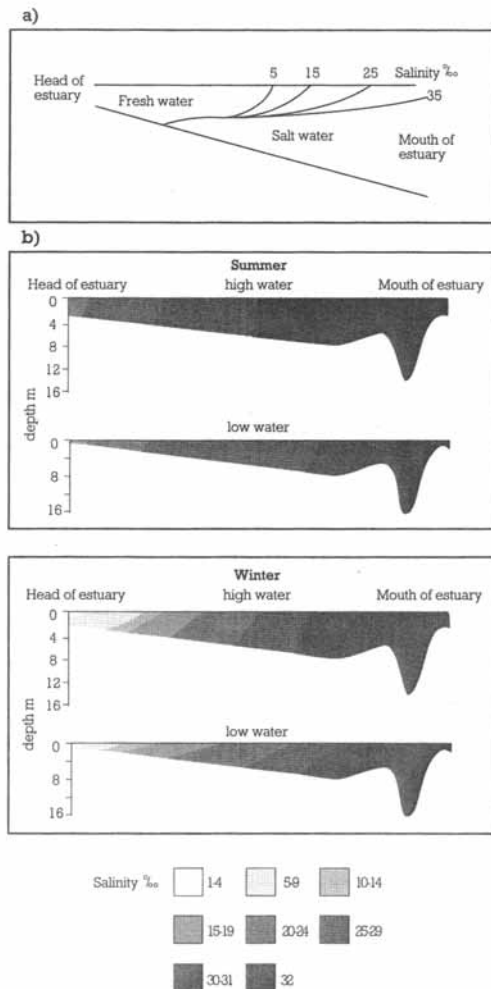 a)
5 15 25 Salinity ‰
Head of
estuary
Fresh water
35
Salt water
Mouth of
estuary
b)
Summer
Head of estuary high water Mouth of estuary
0
4
8
12
16
depth m
low water
0
8
16
Winter
Head of estuary high water Mouth of estuary
0
4
8
12
16
depth m
low water
0
8
16
Salinity ‰ 1-4 5-9 10-14
15-19 20-24 25-29
30-31 32